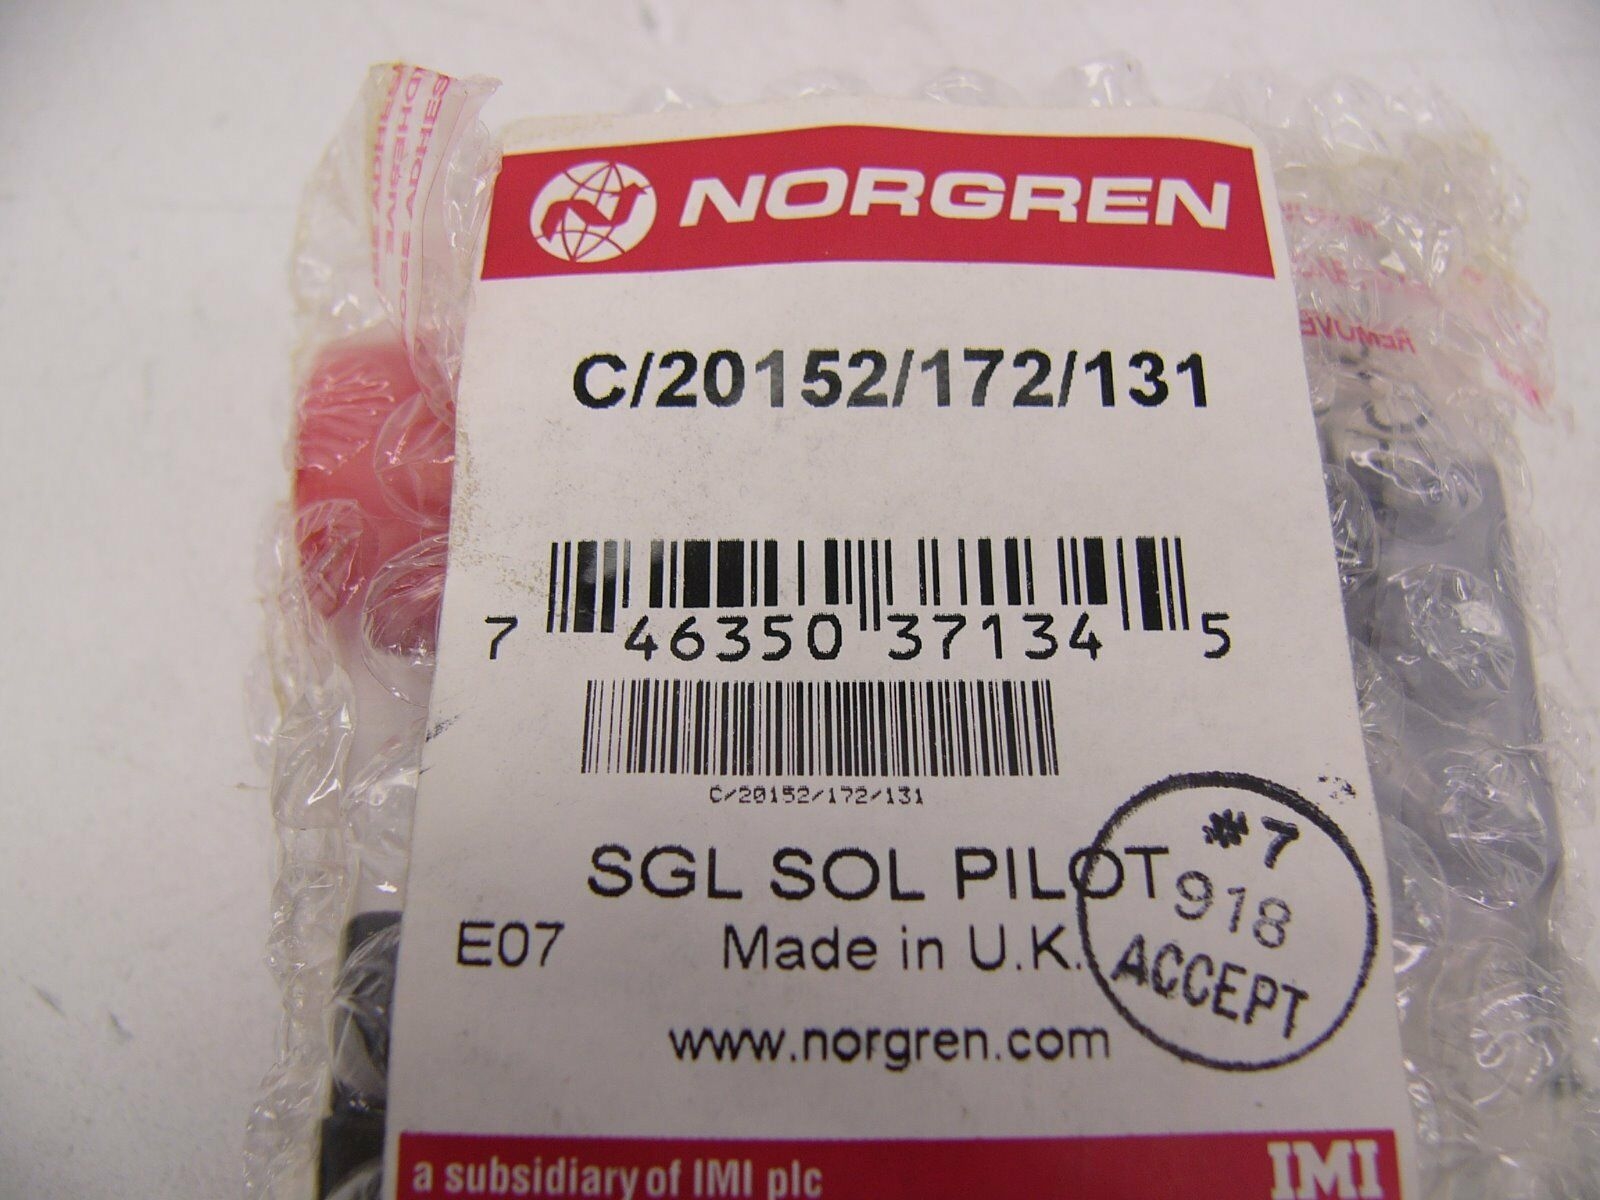 NORGREN
C/20152/172/131
7 46350 37134 5
C/20152/172/131
SGL SOL PILOT
E07 Made in U.K.
#7
918
ACCEPT
www.norgren.com
a subsidiary of IMI plc IMI
REMOVE